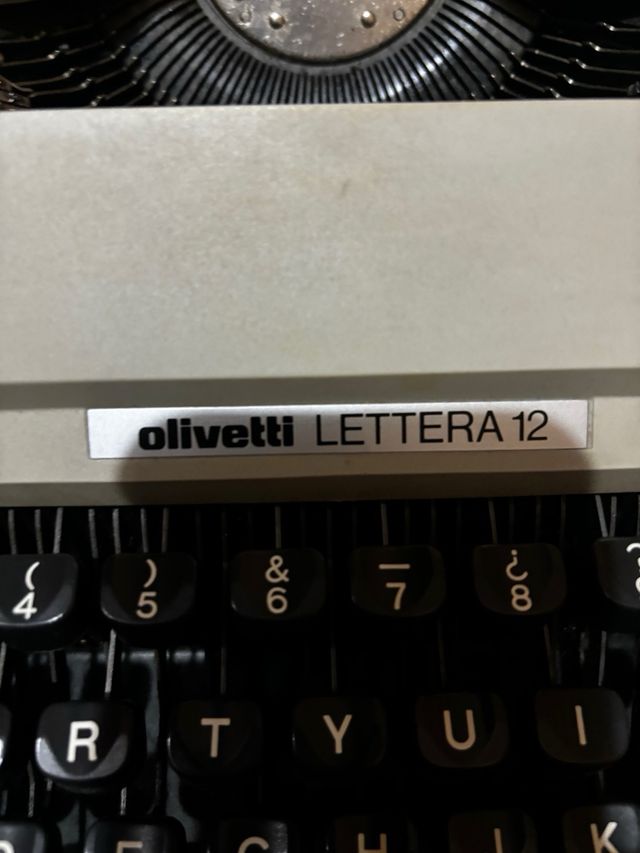 olivetti LETTERA 12
( ) & — ¿
4 5 6 7 8
R T Y U I
K